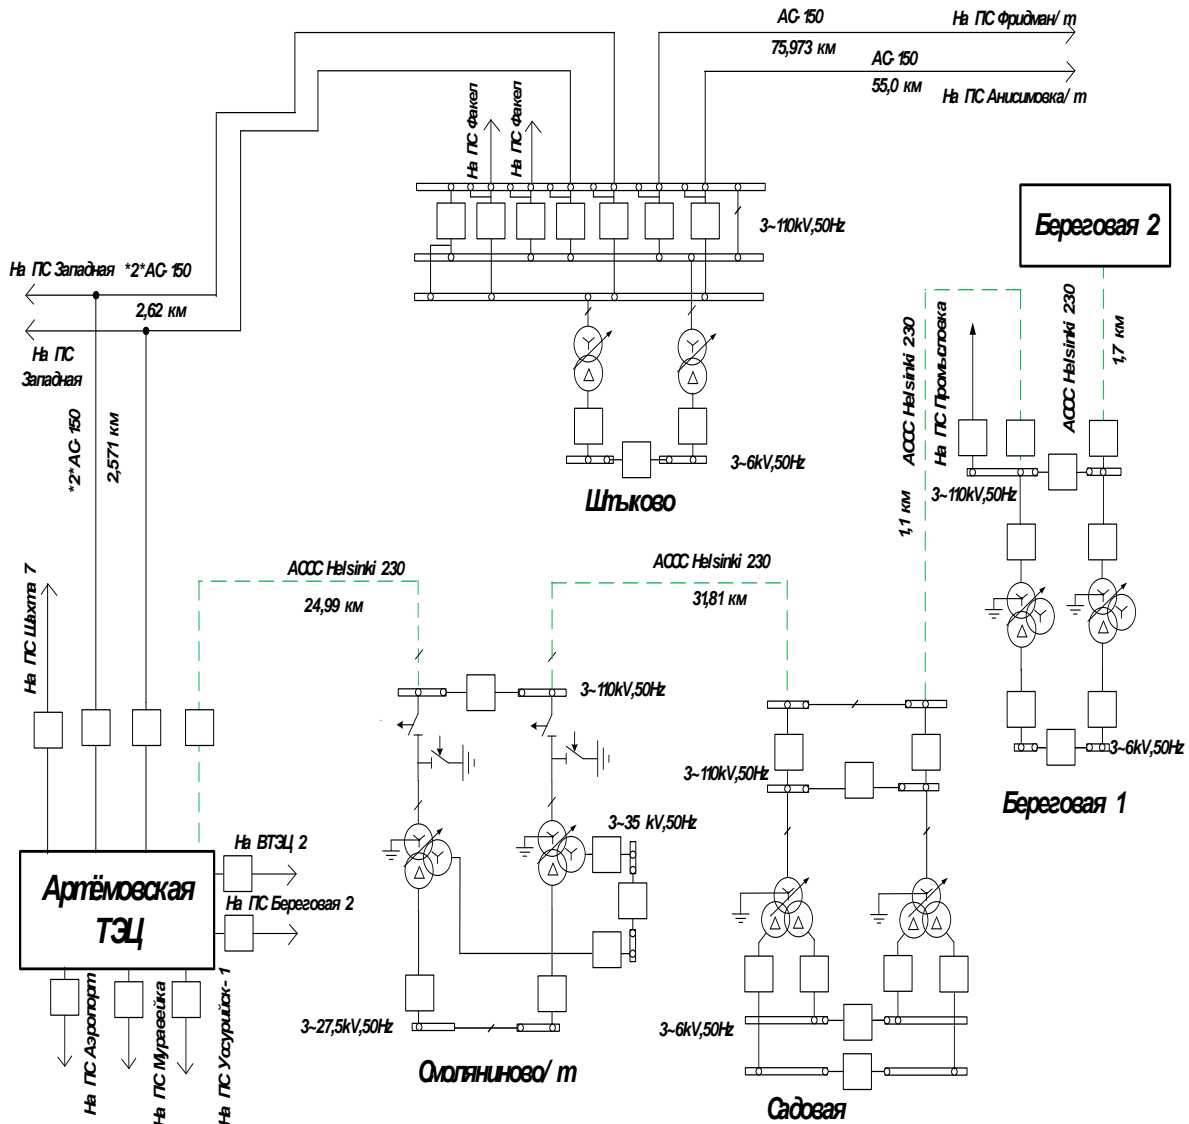 АС-150
На ПС Фридман/ т
75,973 км
АС-150
55,0 км
На ПС Анисимовка/ т
На ПС Факел
На ПС Факел
3~110kV,50Hz
Береговая 2
На ПС Западная
*2*АС-150
2,62 км
На ПС
Западная
*2*АС-150
2,571 км
3~6kV,50Hz
Штыково
ACCC Helsinki 230
1,1 км
На ПС Промысловка
ACCC Helsinki 230
1,7 км
3~110kV,50Hz
3~6kV,50Hz
Береговая 1
На ПС Шахта 7
ACCC Helsinki 230
24,99 км
ACCC Helsinki 230
31,81 км
3~110kV,50Hz
3~110kV,50Hz
3~35 kV,50Hz
Артёмовская
ТЭЦ
На ВТЭЦ 2
На ПС Береговая 2
На ПС Аэропорт
На ПС Муравейка
На ПС Уссурийск-1
3~27,5kV,50Hz
Смоляниново/ т
3~6kV,50Hz
Садовая